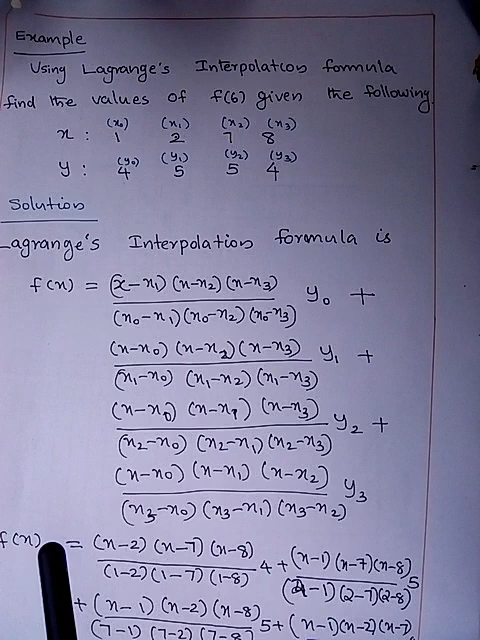 Example
Using Lagrange's Interpolation formula
find the values of f(6) given the following.
(x₀) (x₁) (x₂) (x₃)
x : 1 2 7 8
(y₀) (y₁) (y₂) (y₃)
y : 4 5 5 4
Solution
Lagrange's Interpolation formula is
f(x) = (x-x₁)(x-x₂)(x-x₃) y₀ +
(x₀-x₁)(x₀-x₂)(x₀-x₃)
(x-x₀)(x-x₂)(x-x₃) y₁ +
(x₁-x₀)(x₁-x₂)(x₁-x₃)
(x-x₀)(x-x₁)(x-x₃) y₂ +
(x₂-x₀)(x₂-x₁)(x₂-x₃)
(x-x₀)(x-x₁)(x-x₂) y₃
(x₃-x₀)(x₃-x₁)(x₃-x₂)
f(x) = (x-2)(x-7)(x-8) 4 + (x-1)(x-7)(x-8) 5
(1-2)(1-7)(1-8) (2-1)(2-7)(2-8)
+ (x-1)(x-2)(x-8) 5 + (x-1)(x-2)(x-7)
(7-1)(7-2)(7-8)